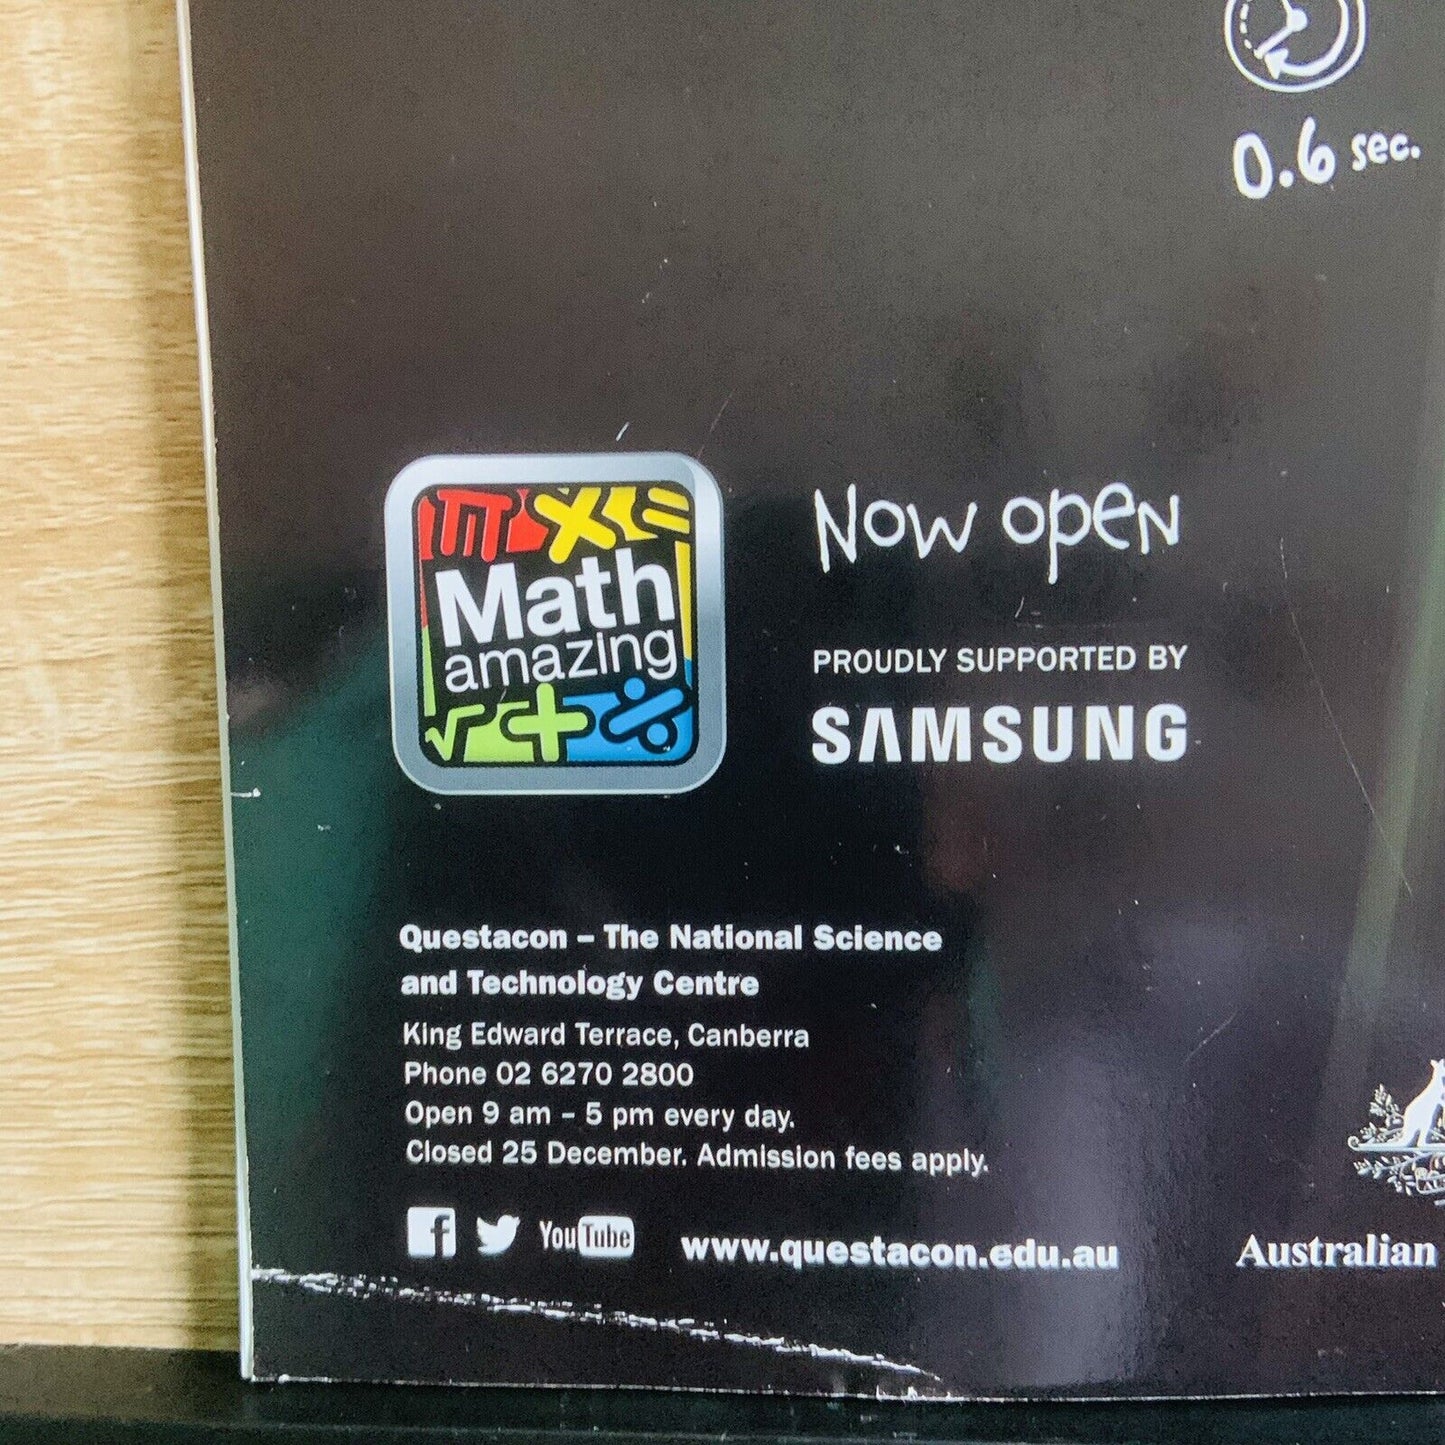 0.6 sec.
Math
amazing
Now open
PROUDLY SUPPORTED BY
SAMSUNG
Questacon – The National Science
and Technology Centre
King Edward Terrace, Canberra
Phone 02 6270 2800
Open 9 am – 5 pm every day.
Closed 25 December. Admission fees apply.
f YouTube www.questacon.edu.au
Australian